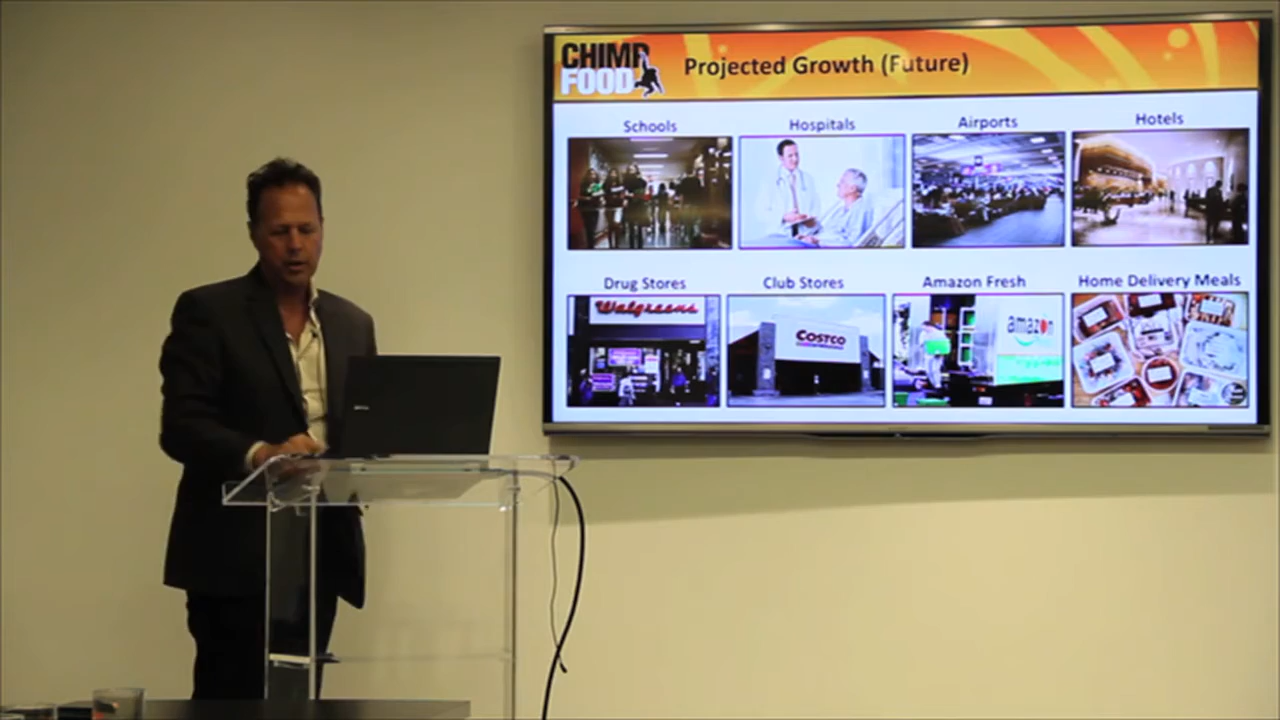 CHIMP
FOOD
Projected Growth (Future)
Schools
Hospitals
Airports
Hotels
Drug Stores
Club Stores
Amazon Fresh
Home Delivery Meals
Walgreens
COSTCO
amazon